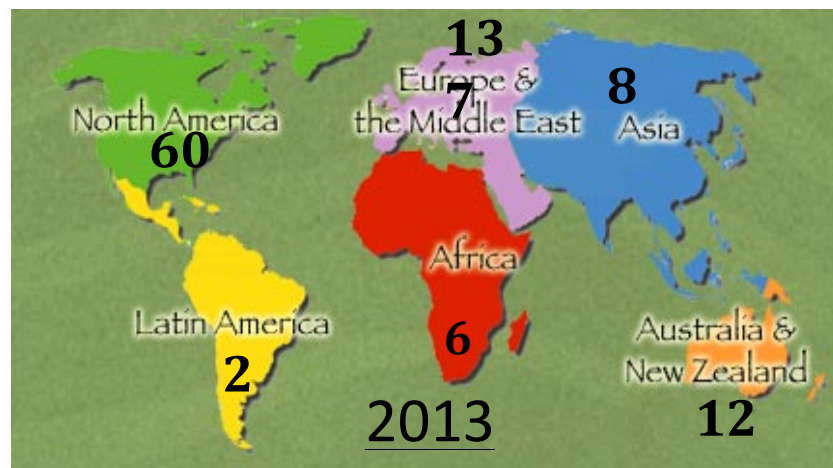 13
Europe &
7
the Middle East
8
Asia
North America
60
Africa
6
Latin America
2
Australia &
New Zealand
12
2013